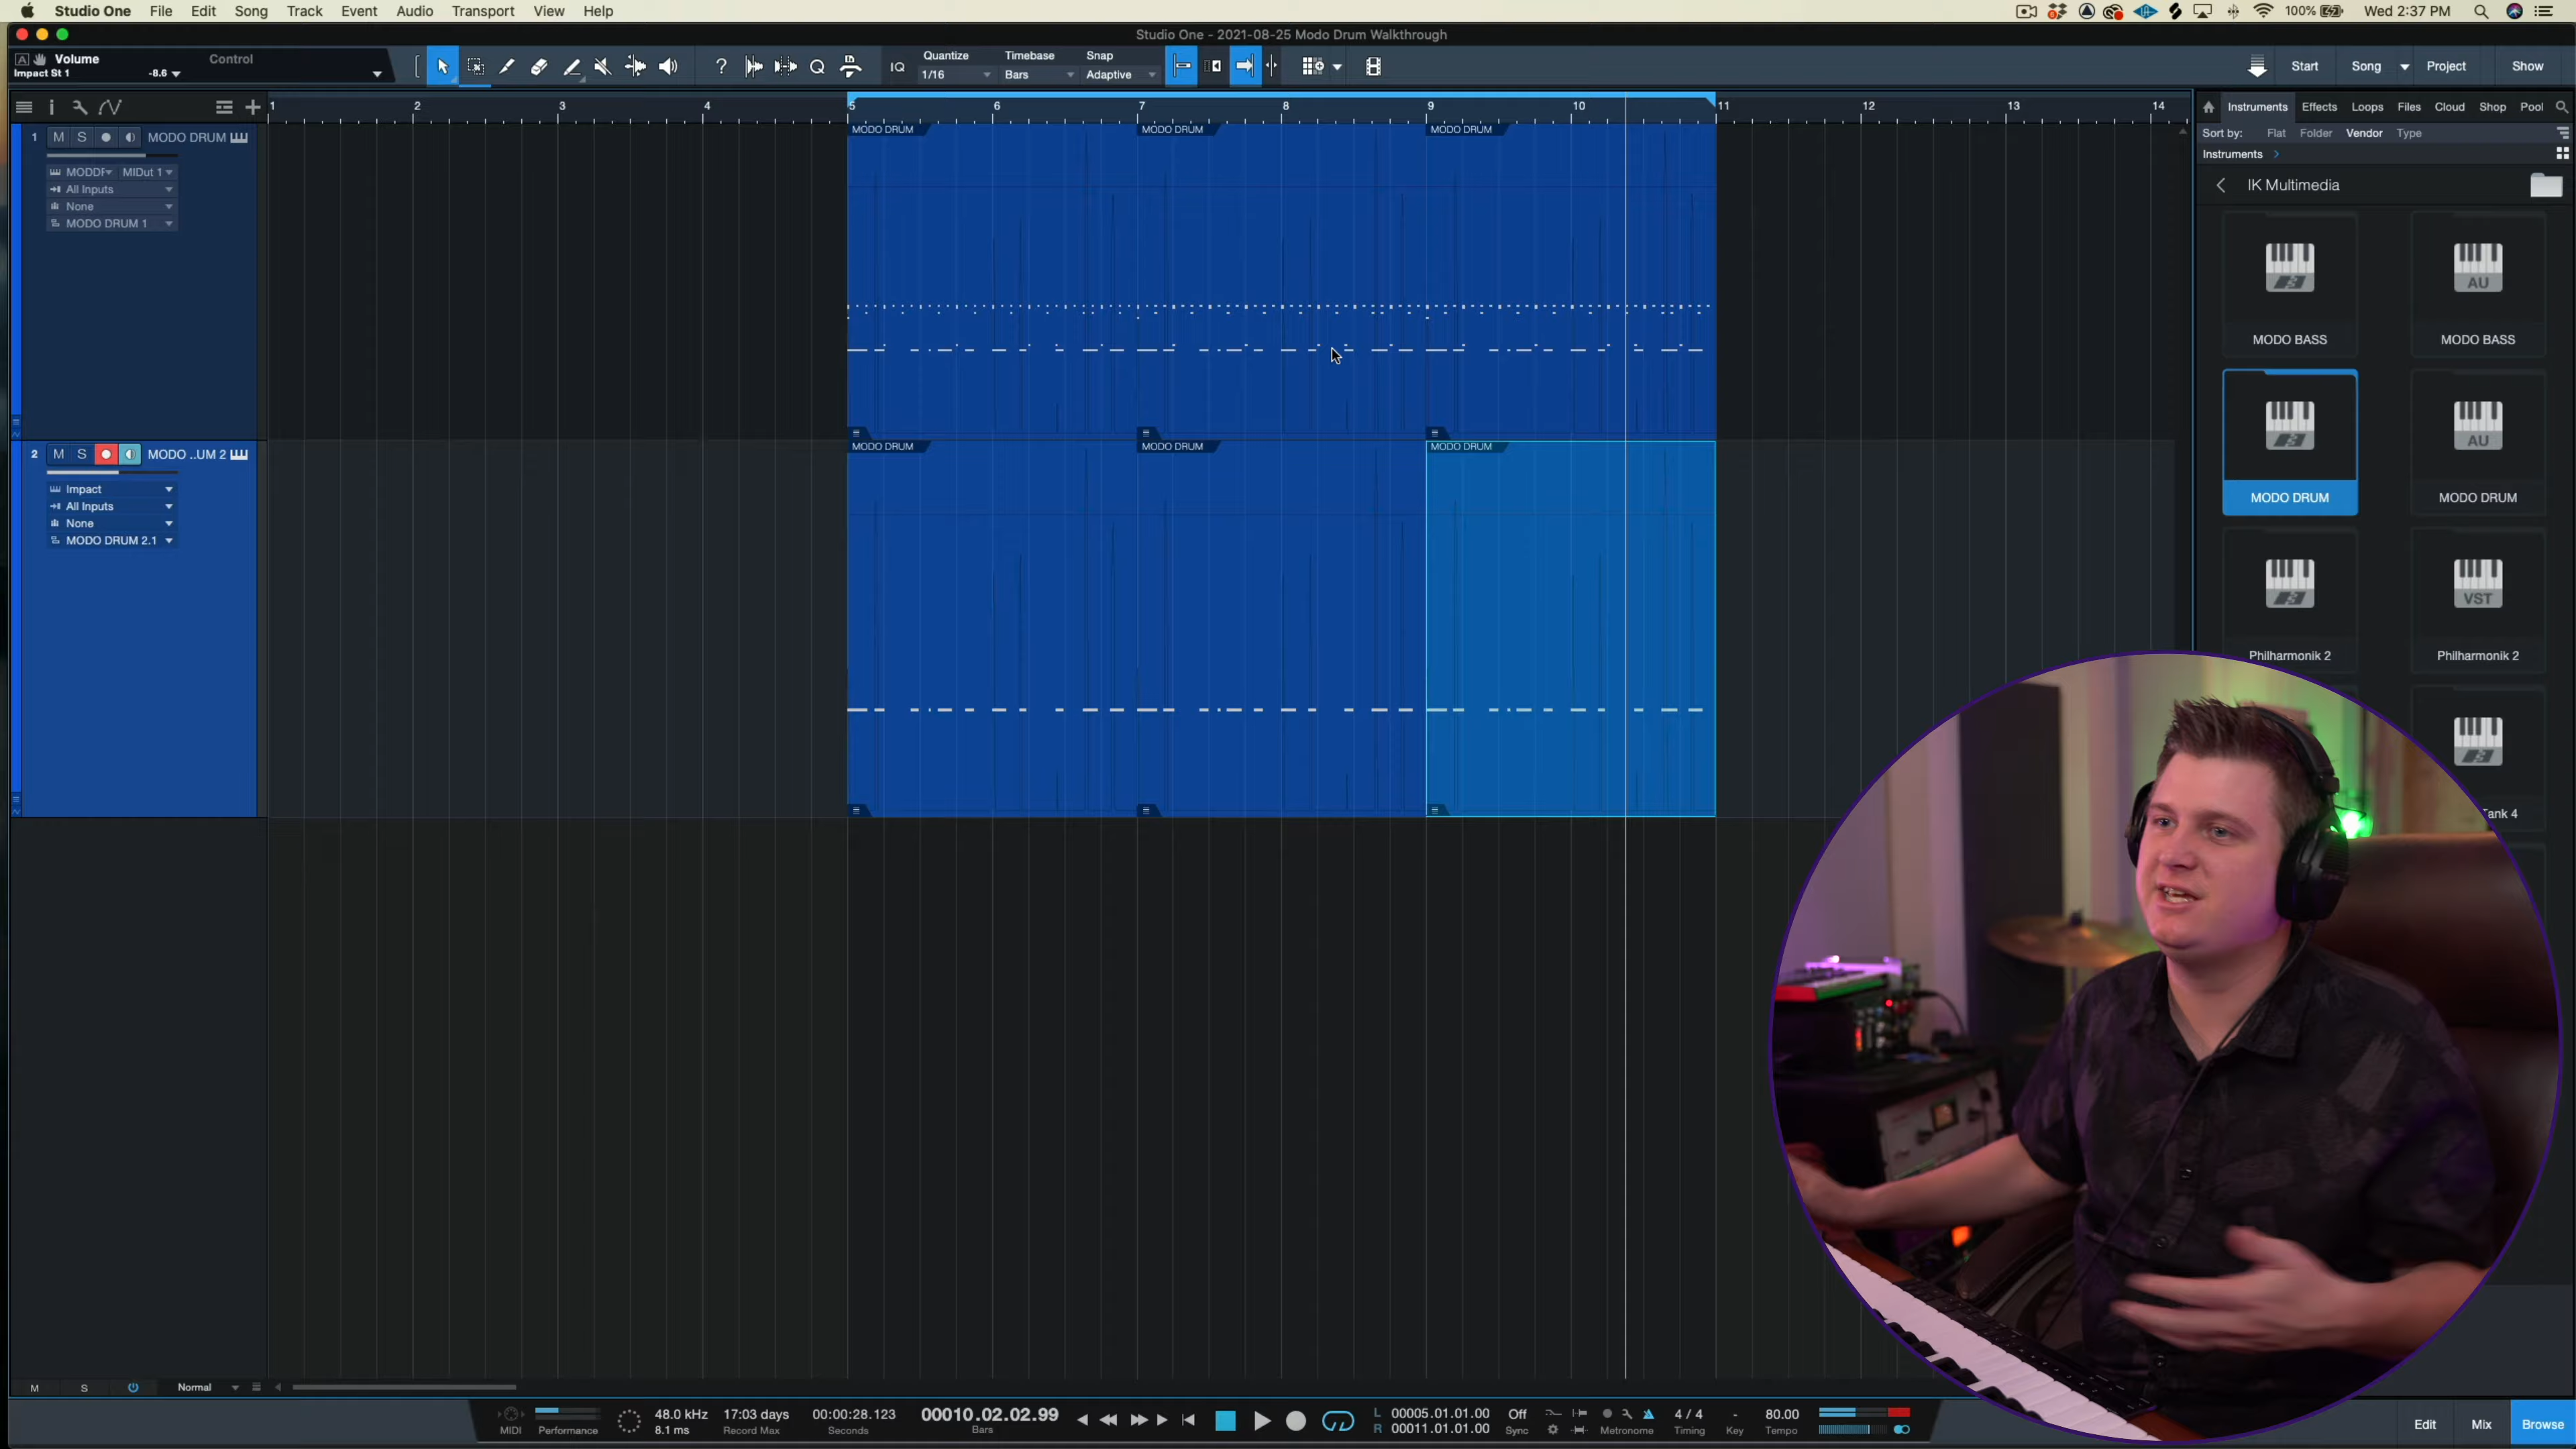 Studio One File Edit Song Track Event Audio Transport View Help
100% Wed 2:37 PM
Studio One - 2021-08-25 Modo Drum Walkthrough
A Volume Control
Impact St 1 -8.6
Quantize Timebase Snap
IQ 1/16 Bars Adaptive
Start Song Project Show
1 2 3 4 5 6 7 8 9 10 11 12 13 14
Instruments Effects Loops Files Cloud Shop Pool
Sort by: Flat Folder Vendor Type
Instruments
IK Multimedia
1 M S MODO DRUM
MODO DRUM MODO DRUM MODO DRUM
All Inputs
None
MODO DRUM 1
AU
MODO BASS MODO BASS
AU
MODO DRUM MODO DRUM
2 M S MODO ..UM 2
MODO DRUM MODO DRUM MODO DRUM
Impact
All Inputs
None
MODO DRUM 2.1
VST
Philharmonik 2 Philharmonik 2
Tank 4
M S Normal
MIDI Performance
48.0 kHz
8.1 ms
17:03 days
Record Max
00:00:28.123
Seconds
00010.02.02.99
Bars
L 00005.01.01.00
R 00011.01.01.00
Off
Sync
Metronome
4 / 4
Timing
-
Key
80.00
Tempo
Edit Mix Browse